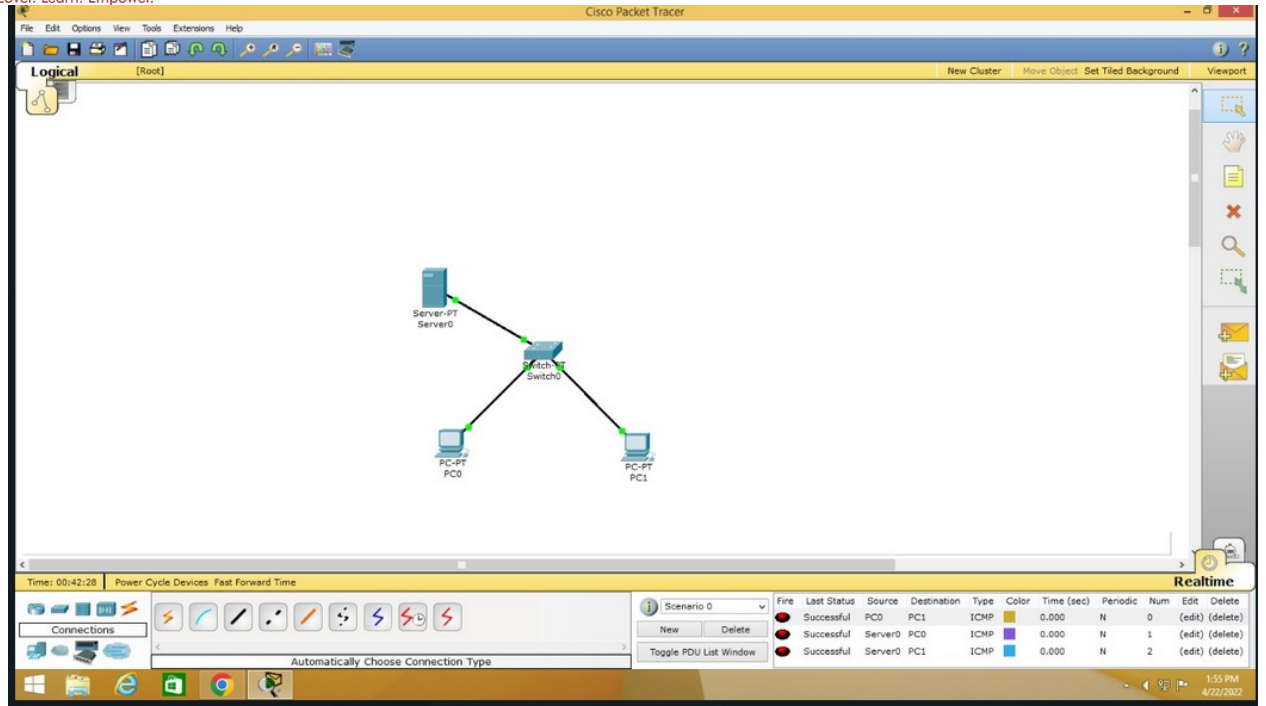 over. Learn. Empower.
Cisco Packet Tracer
File Edit Options View Tools Extensions Help
Logical [Root] New Cluster Move Object Set Tiled Background Viewport
Server-PT
Server0
Switch-PT
Switch0
PC-PT
PC0
PC-PT
PC1
Time: 00:42:28 Power Cycle Devices Fast Forward Time Realtime
Connections
Automatically Choose Connection Type
Scenario 0
New Delete
Toggle PDU List Window
Fire Last Status Source Destination Type Color Time (sec) Periodic Num Edit Delete
Successful PC0 PC1 ICMP 0.000 N 0 (edit) (delete)
Successful Server0 PC0 ICMP 0.000 N 1 (edit) (delete)
Successful Server0 PC1 ICMP 0.000 N 2 (edit) (delete)
1:55 PM
4/22/2022